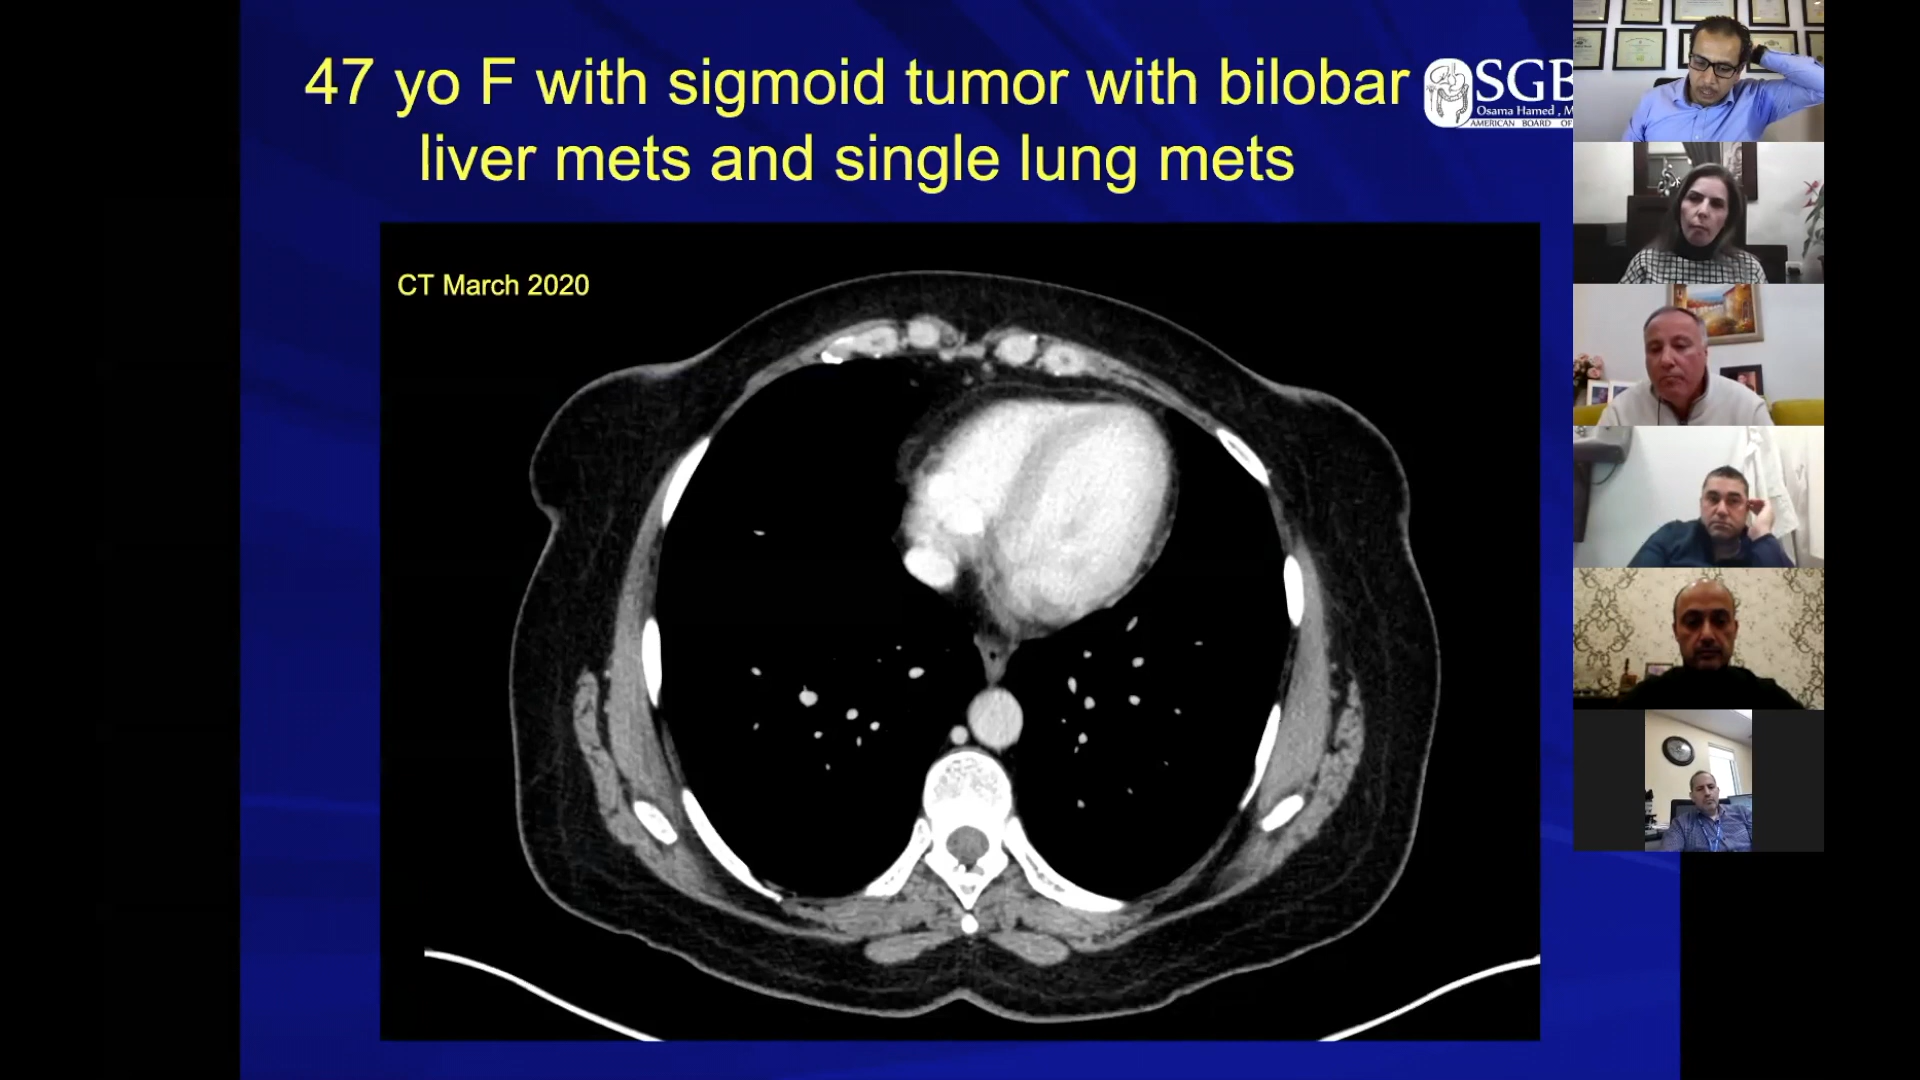 47 yo F with sigmoid tumor with bilobar
liver mets and single lung mets
SGB
Osama Hamed , M
AMERICAN BOARD OF
CT March 2020